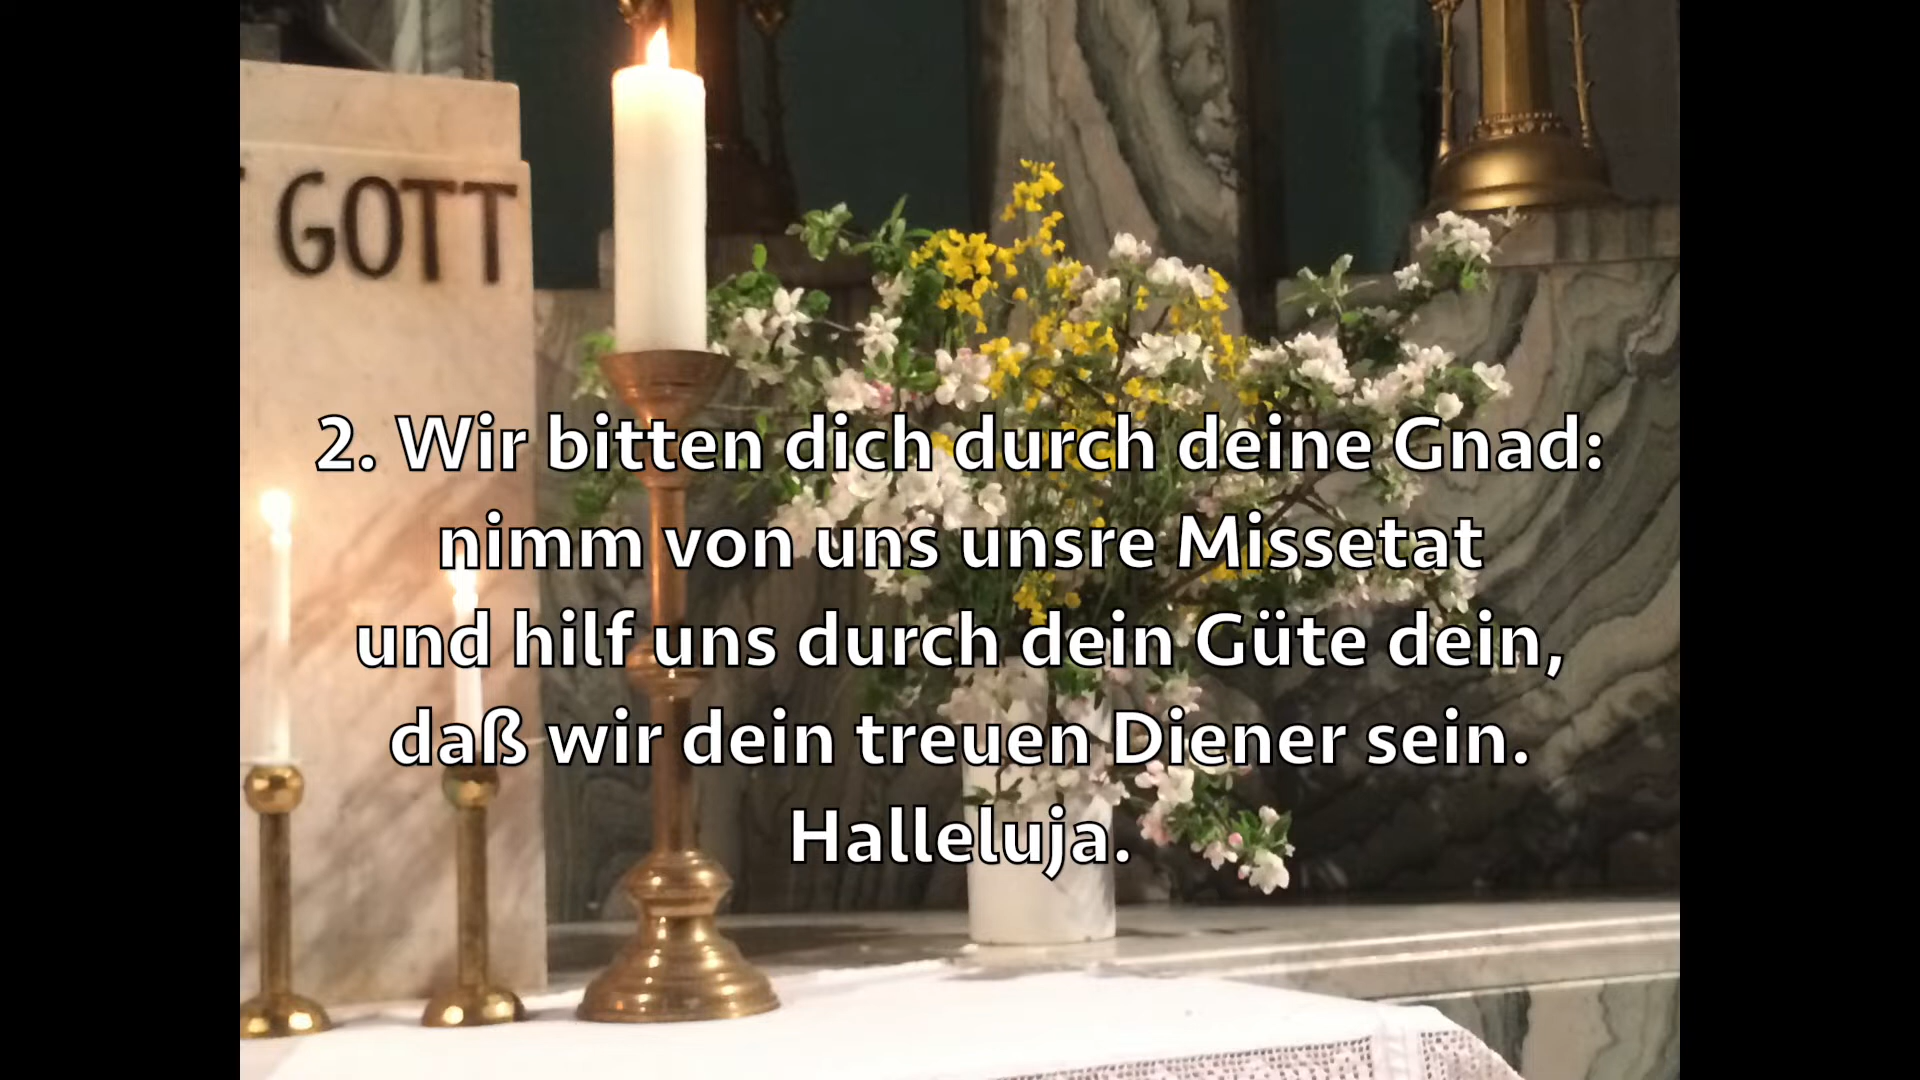 GOTT
2. Wir bitten dich durch deine Gnad:
nimm von uns unsre Missetat
und hilf uns durch dein Güte dein,
daß wir dein treuen Diener sein.
Halleluja.